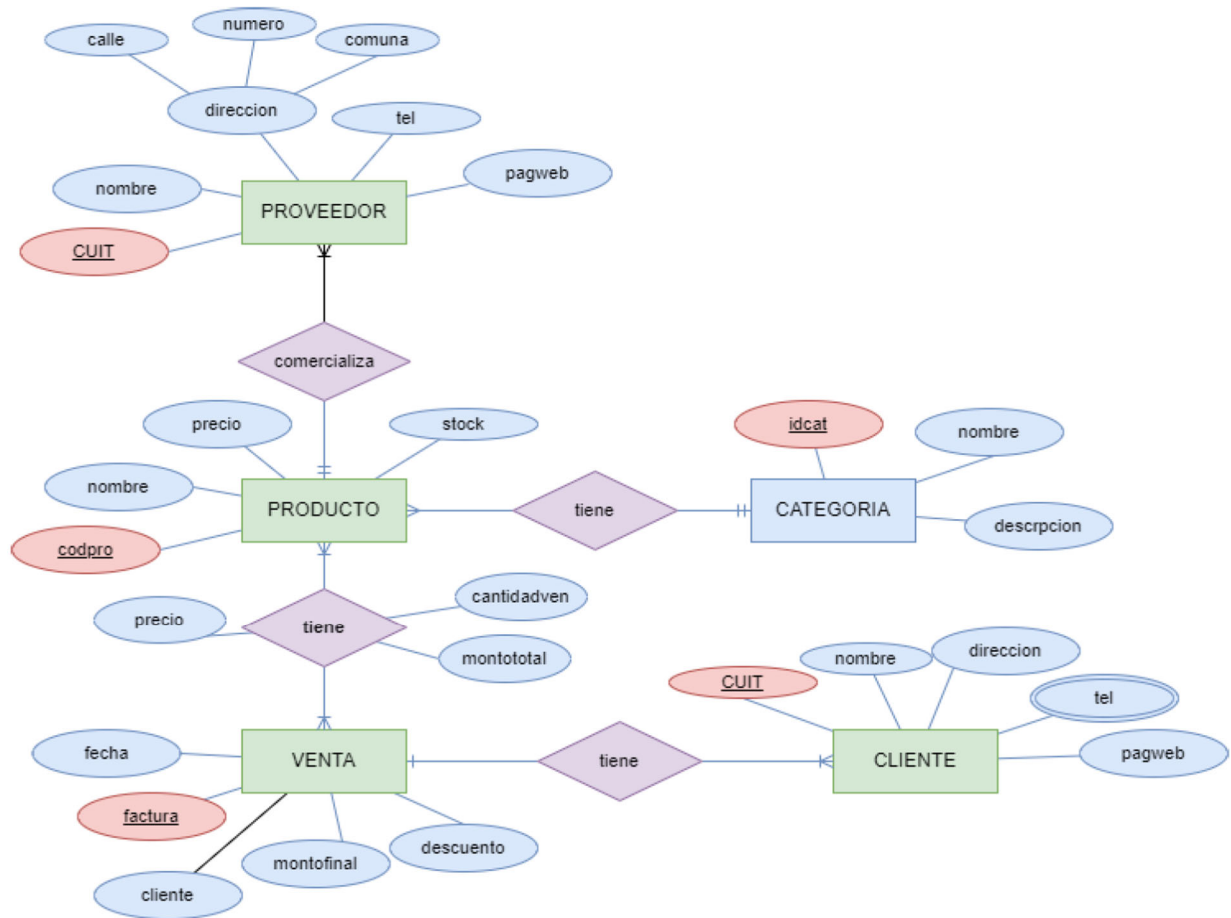 numero
calle
comuna
direccion
tel
pagweb
nombre
PROVEEDOR
CUIT
comercializa
precio
stock
idcat
nombre
nombre
PRODUCTO
tiene
CATEGORIA
codpro
descrpcion
cantidadven
precio
tiene
montototal
nombre
direccion
CUIT
tel
fecha
VENTA
tiene
CLIENTE
pagweb
factura
descuento
montofinal
cliente